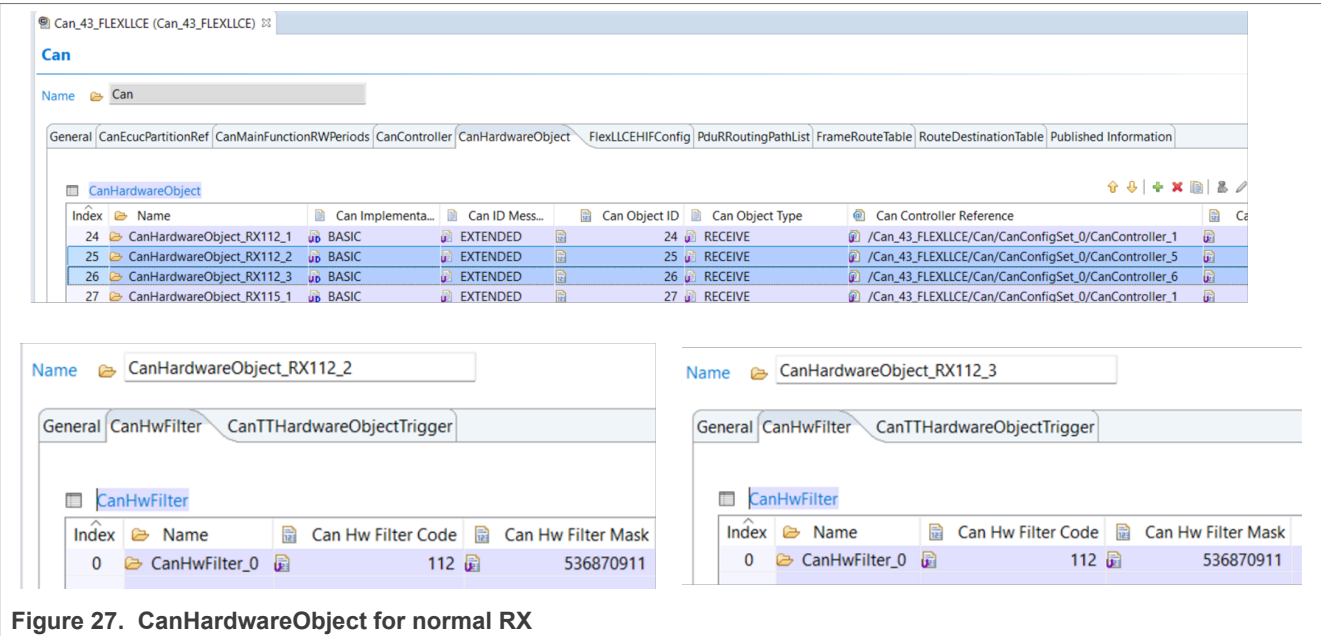 Can_43_FLEXLLCE (Can_43_FLEXLLCE)
Can
Name Can
General CanEcucPartitionRef CanMainFunctionRWPeriods CanController CanHardwareObject FlexLLCEHIFConfig PduRRoutingPathList FrameRouteTable RouteDestinationTable Published Information
CanHardwareObject
Index Name Can Implementa... Can ID Mess... Can Object ID Can Object Type Can Controller Reference Ca
24 CanHardwareObject_RX112_1 BASIC EXTENDED 24 RECEIVE /Can_43_FLEXLLCE/Can/CanConfigSet_0/CanController_1
25 CanHardwareObject_RX112_2 BASIC EXTENDED 25 RECEIVE /Can_43_FLEXLLCE/Can/CanConfigSet_0/CanController_5
26 CanHardwareObject_RX112_3 BASIC EXTENDED 26 RECEIVE /Can_43_FLEXLLCE/Can/CanConfigSet_0/CanController_6
27 CanHardwareObject_RX115_1 BASIC EXTENDED 27 RECEIVE /Can_43_FLEXLLCE/Can/CanConfigSet_0/CanController_1
Name CanHardwareObject_RX112_2
General CanHwFilter CanTTHardwareObjectTrigger
CanHwFilter
Index Name Can Hw Filter Code Can Hw Filter Mask
0 CanHwFilter_0 112 536870911
Name CanHardwareObject_RX112_3
General CanHwFilter CanTTHardwareObjectTrigger
CanHwFilter
Index Name Can Hw Filter Code Can Hw Filter Mask
0 CanHwFilter_0 112 536870911
Figure 27. CanHardwareObject for normal RX